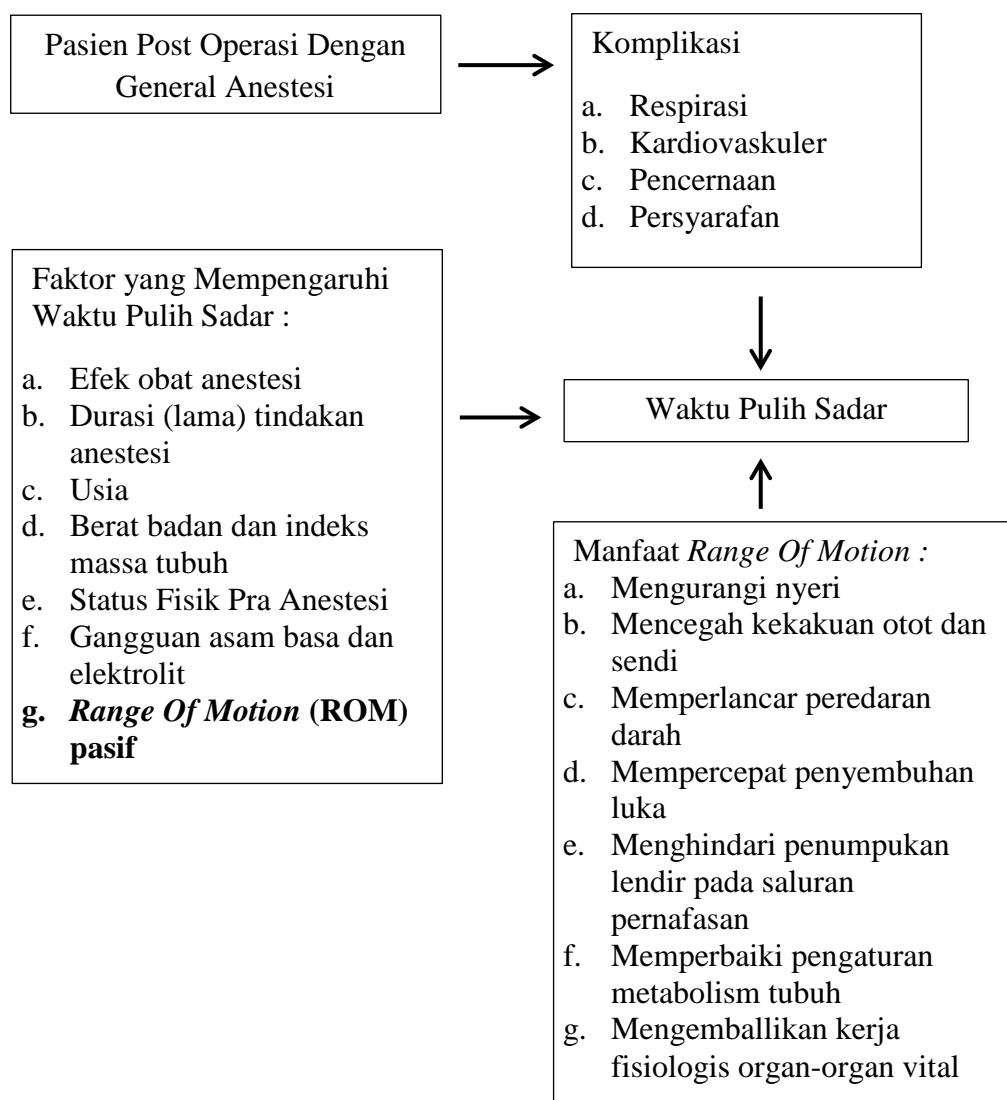 Pasien Post Operasi Dengan
General Anestesi
Komplikasi
a. Respirasi
b. Kardiovaskuler
c. Pencernaan
d. Persyarafan
Faktor yang Mempengaruhi
Waktu Pulih Sadar :
a. Efek obat anestesi
b. Durasi (lama) tindakan
anestesi
c. Usia
d. Berat badan dan indeks
massa tubuh
e. Status Fisik Pra Anestesi
f. Gangguan asam basa dan
elektrolit
g. Range Of Motion (ROM)
pasif
Waktu Pulih Sadar
Manfaat Range Of Motion :
a. Mengurangi nyeri
b. Mencegah kekakuan otot dan
sendi
c. Memperlancar peredaran
darah
d. Mempercepat penyembuhan
luka
e. Menghindari penumpukan
lendir pada saluran
pernafasan
f. Memperbaiki pengaturan
metabolism tubuh
g. Mengemballikan kerja
fisiologis organ-organ vital